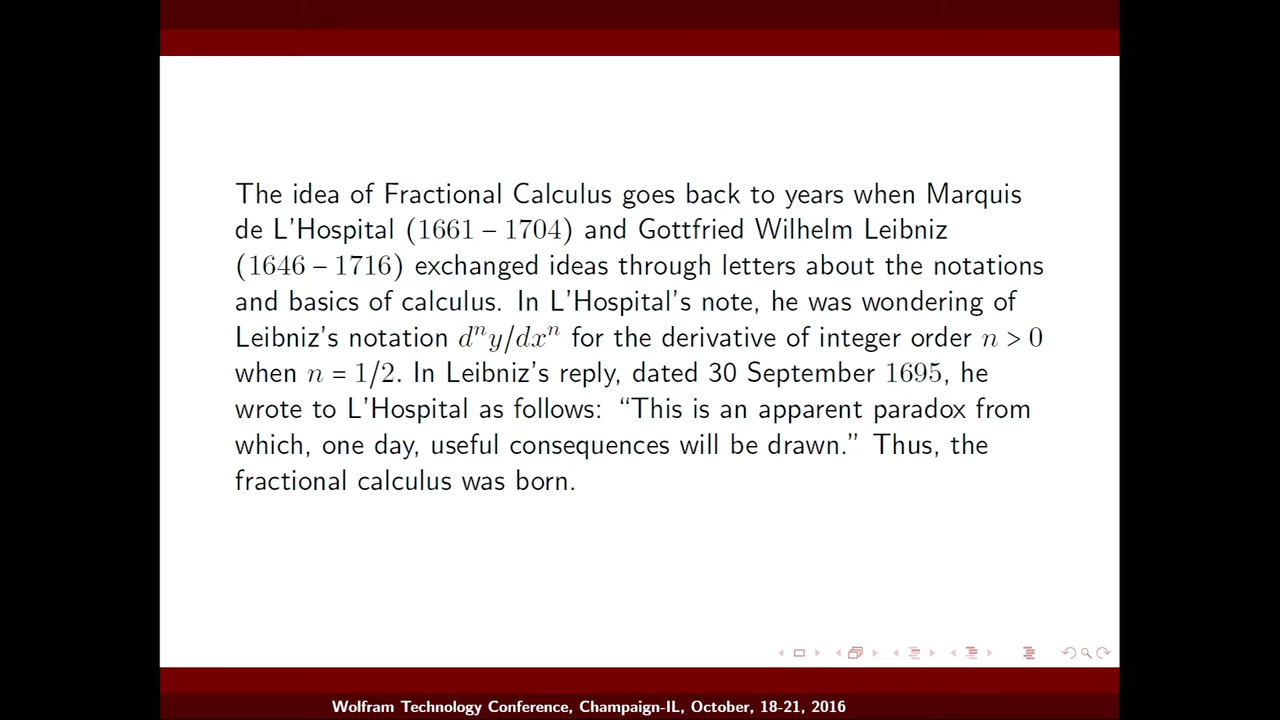 The idea of Fractional Calculus goes back to years when Marquis
de L'Hospital (1661 – 1704) and Gottfried Wilhelm Leibniz
(1646 – 1716) exchanged ideas through letters about the notations
and basics of calculus. In L'Hospital's note, he was wondering of
Leibniz's notation dⁿy/dxⁿ for the derivative of integer order n > 0
when n = 1/2. In Leibniz's reply, dated 30 September 1695, he
wrote to L'Hospital as follows: “This is an apparent paradox from
which, one day, useful consequences will be drawn.” Thus, the
fractional calculus was born.
Wolfram Technology Conference, Champaign-IL, October, 18-21, 2016